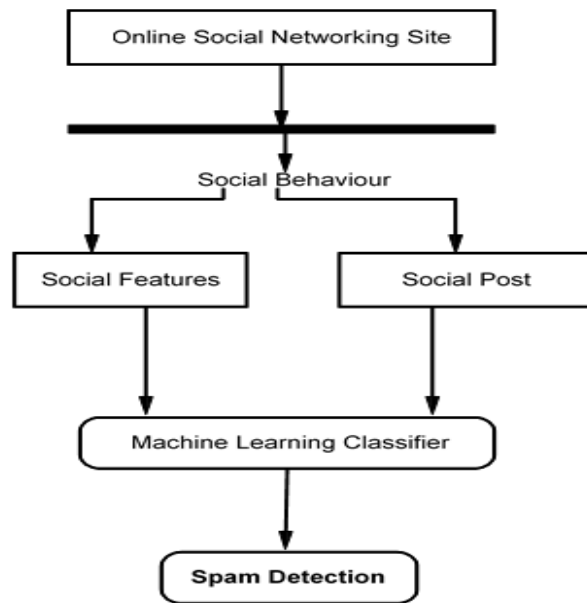 Online Social Networking Site
Social Behaviour
Social Features
Social Post
Machine Learning Classifier
Spam Detection